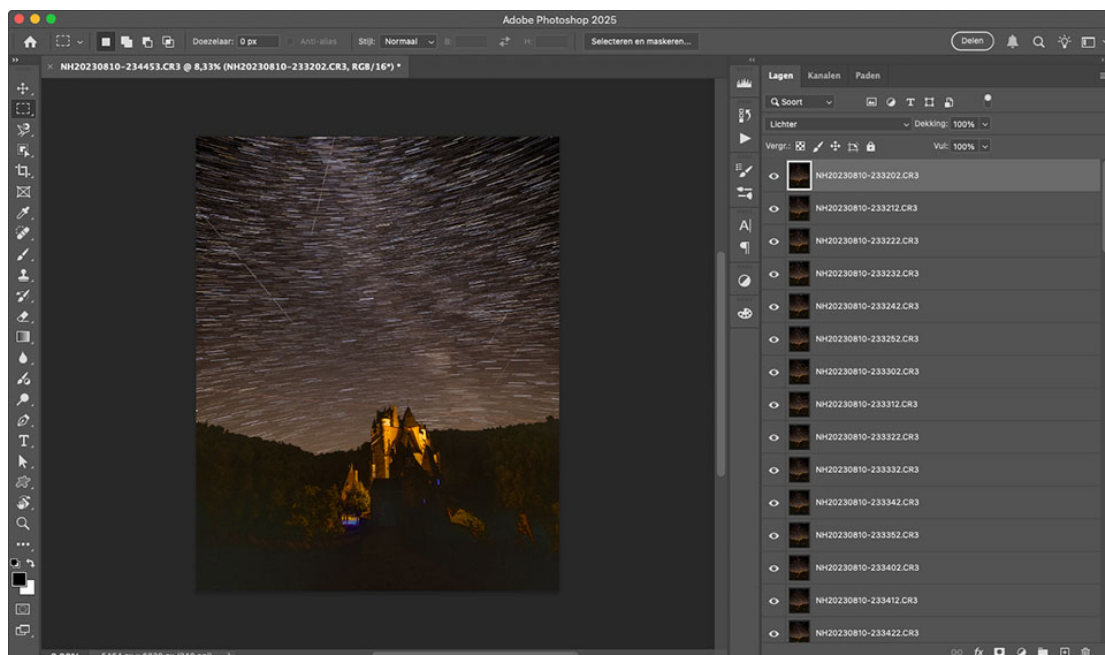 Adobe Photoshop 2025
Doezelaar: 0 px Anti-alias Stijl: Normaal B: H: Selecteren en maskeren... Delen
× NH20230810-234453.CR3 @ 8,33% (NH20230810-233202.CR3, RGB/16*) *
Lagen Kanalen Paden
Soort
Lichter Dekking: 100%
Vergr.: Vul: 100%
NH20230810-233202.CR3
NH20230810-233212.CR3
NH20230810-233222.CR3
NH20230810-233232.CR3
NH20230810-233242.CR3
NH20230810-233252.CR3
NH20230810-233302.CR3
NH20230810-233312.CR3
NH20230810-233322.CR3
NH20230810-233332.CR3
NH20230810-233342.CR3
NH20230810-233352.CR3
NH20230810-233402.CR3
NH20230810-233412.CR3
NH20230810-233422.CR3